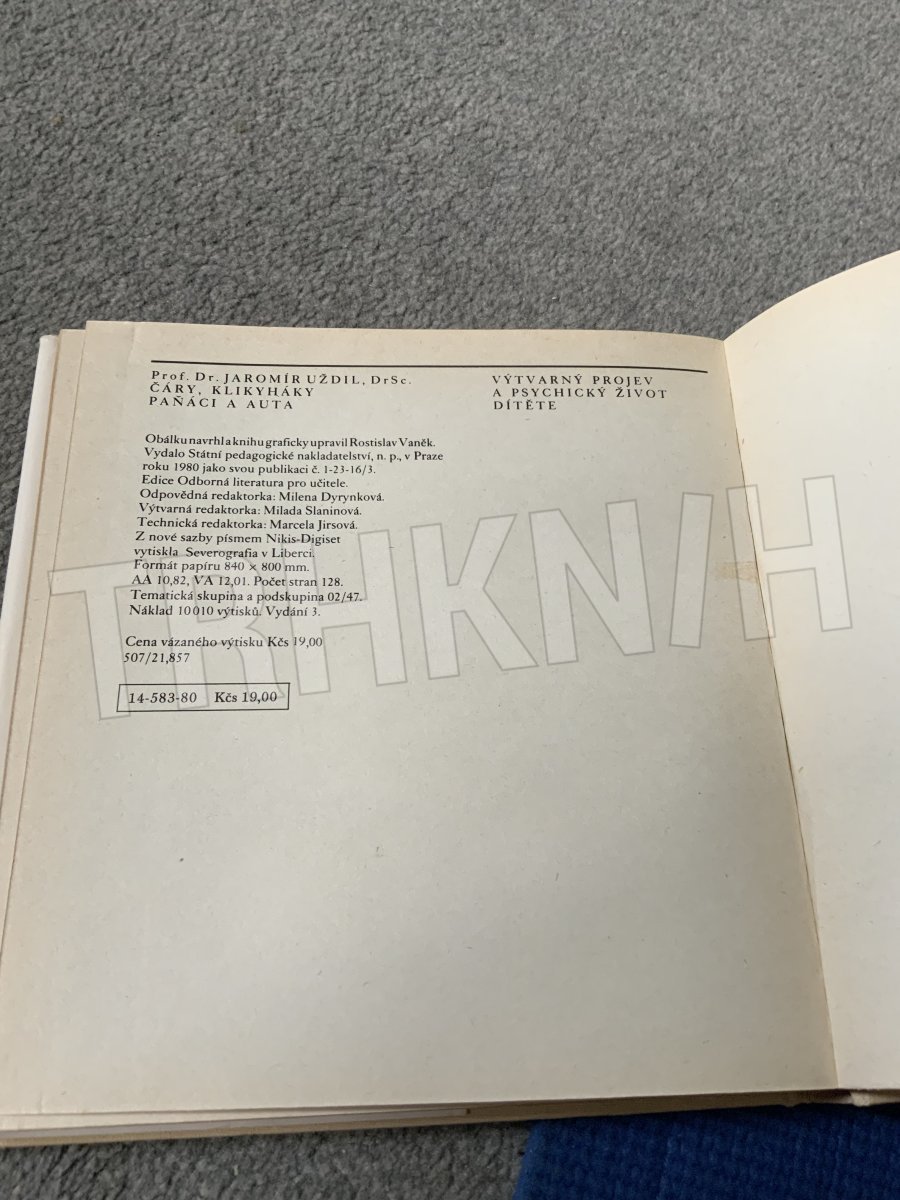 Prof. Dr. JAROMÍR UŽDIL, DrSc.
ČÁRY, KLIKYHÁKY
PAŇÁCI A AUTA
VÝTVARNÝ PROJEV
A PSYCHICKÝ ŽIVOT
DÍTĚTE
Obálku navrhl a knihu graficky upravil Rostislav Vaněk.
Vydalo Státní pedagogické nakladatelství, n. p., v Praze
roku 1980 jako svou publikaci č. 1-23-16/3.
Edice Odborná literatura pro učitele.
Odpovědná redaktorka: Milena Dyrynková.
Výtvarná redaktorka: Milada Slaninová.
Technická redaktorka: Marcela Jirsová.
Z nové sazby písmem Nikis-Digiset
vytiskla Severografia v Liberci.
Formát papíru 840 × 800 mm.
AA 10,82, VA 12,01. Počet stran 128.
Tematická skupina a podskupina 02/47.
Náklad 10 010 výtisků. Vydání 3.
Cena vázaného výtisku Kčs 19,00
507/21,857
14-583-80 Kčs 19,00
TRHKNIH